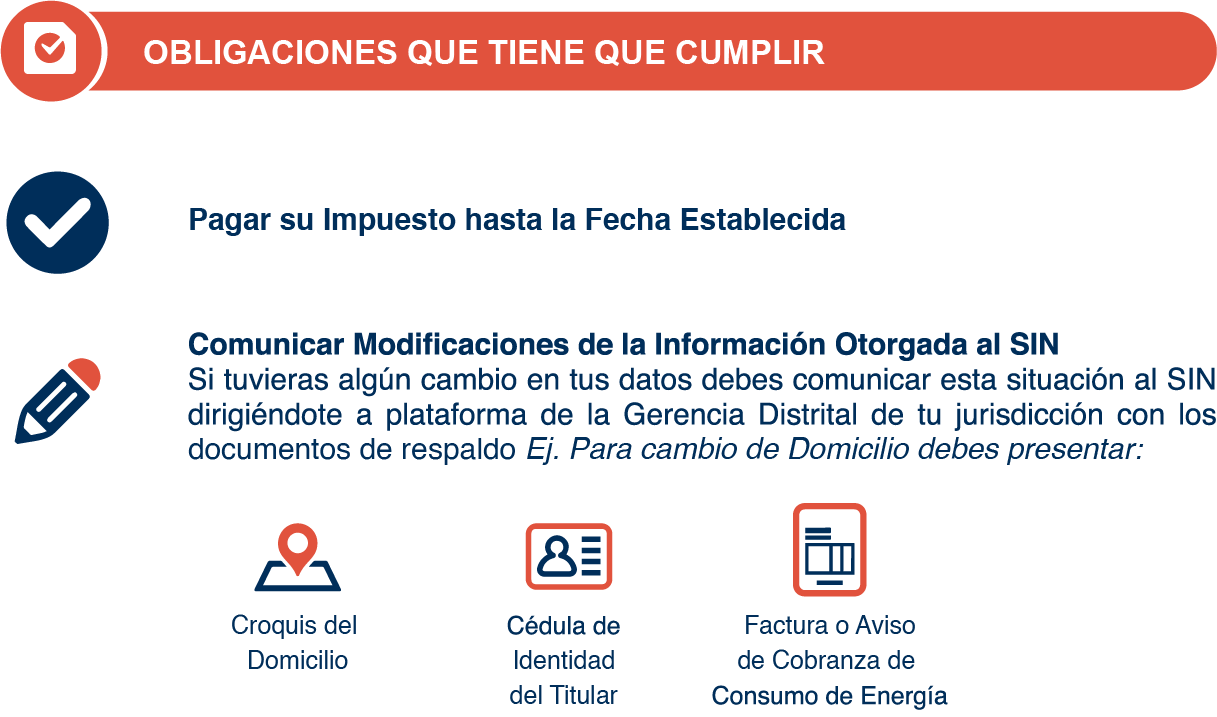 OBLIGACIONES QUE TIENE QUE CUMPLIR
Pagar su Impuesto hasta la Fecha Establecida
Comunicar Modificaciones de la Información Otorgada al SIN
Si tuvieras algún cambio en tus datos debes comunicar esta situación al SIN
dirigiéndote a plataforma de la Gerencia Distrital de tu jurisdicción con los
documentos de respaldo Ej. Para cambio de Domicilio debes presentar:
Croquis del
Domicilio
Cédula de
Identidad
del Titular
Factura o Aviso
de Cobranza de
Consumo de Energía